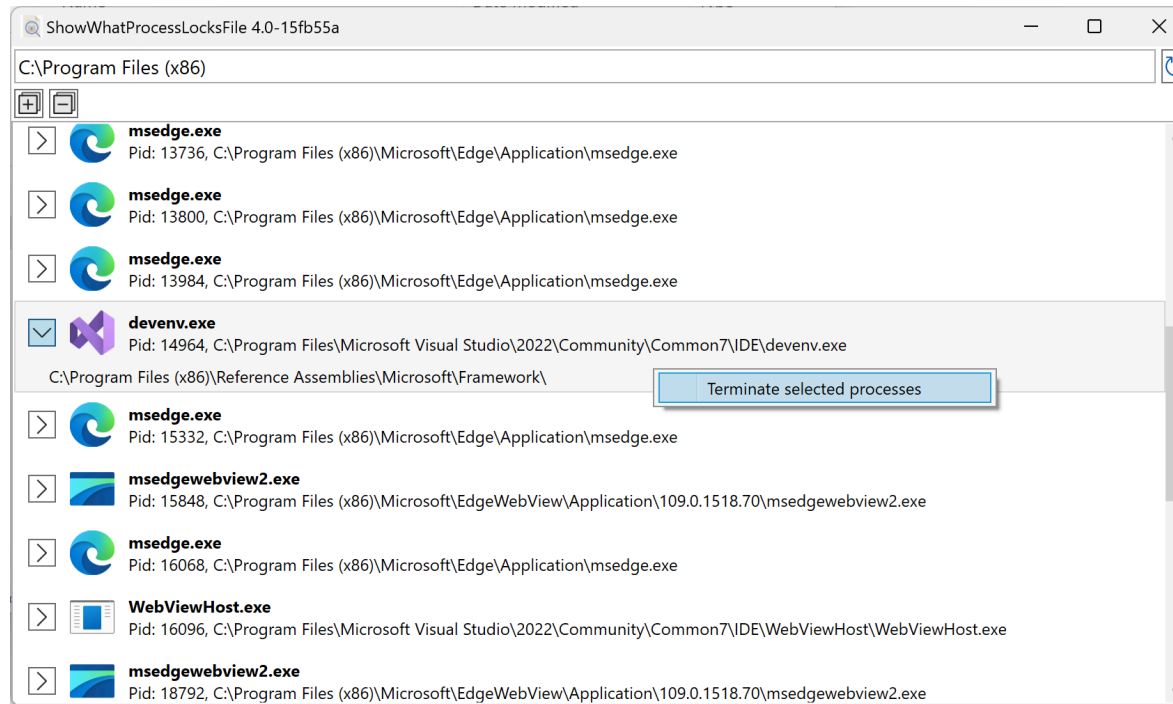 ShowWhatProcessLocksFile 4.0-15fb55a
C:\Program Files (x86)
msedge.exe
Pid: 13736, C:\Program Files (x86)\Microsoft\Edge\Application\msedge.exe
msedge.exe
Pid: 13800, C:\Program Files (x86)\Microsoft\Edge\Application\msedge.exe
msedge.exe
Pid: 13984, C:\Program Files (x86)\Microsoft\Edge\Application\msedge.exe
devenv.exe
Pid: 14964, C:\Program Files\Microsoft Visual Studio\2022\Community\Common7\IDE\devenv.exe
C:\Program Files (x86)\Reference Assemblies\Microsoft\Framework\
Terminate selected processes
msedge.exe
Pid: 15332, C:\Program Files (x86)\Microsoft\Edge\Application\msedge.exe
msedgewebview2.exe
Pid: 15848, C:\Program Files (x86)\Microsoft\EdgeWebView\Application\109.0.1518.70\msedgewebview2.exe
msedge.exe
Pid: 16068, C:\Program Files (x86)\Microsoft\Edge\Application\msedge.exe
WebViewHost.exe
Pid: 16096, C:\Program Files\Microsoft Visual Studio\2022\Community\Common7\IDE\WebViewHost\WebViewHost.exe
msedgewebview2.exe
Pid: 18792, C:\Program Files (x86)\Microsoft\EdgeWebView\Application\109.0.1518.70\msedgewebview2.exe